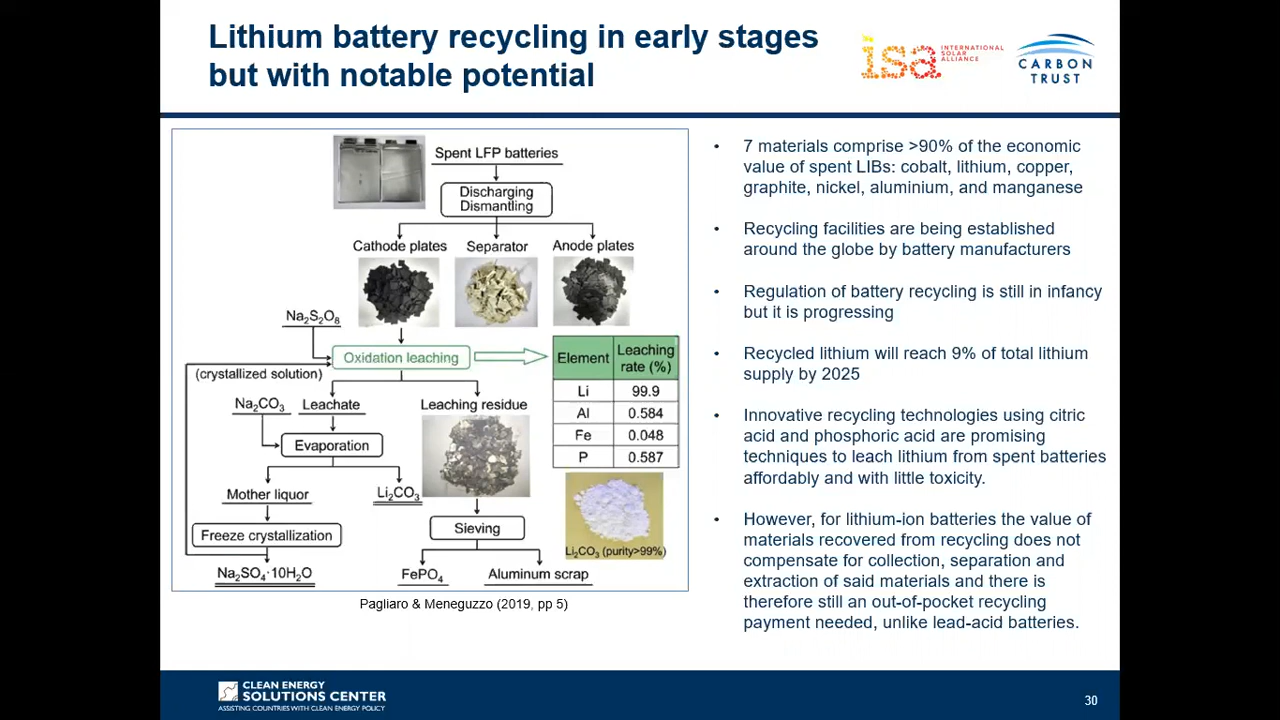 Lithium battery recycling in early stages
but with notable potential
isa
INTERNATIONAL
SOLAR
ALLIANCE
CARBON
TRUST
Spent LFP batteries
Discharging
Dismantling
Cathode plates
Separator
Anode plates
Na₂S₂O₈
Oxidation leaching
(crystallized solution)
Element Leaching rate (%)
Li 99.9
Al 0.584
Fe 0.048
P 0.587
Na₂CO₃
Leachate
Leaching residue
Evaporation
Mother liquor
Li₂CO₃
Freeze crystallization
Sieving
Li₂CO₃ (purity>99%)
Na₂SO₄·10H₂O
FePO₄
Aluminum scrap
Pagliaro & Meneguzzo (2019, pp 5)
• 7 materials comprise >90% of the economic
value of spent LIBs: cobalt, lithium, copper,
graphite, nickel, aluminium, and manganese
• Recycling facilities are being established
around the globe by battery manufacturers
• Regulation of battery recycling is still in infancy
but it is progressing
• Recycled lithium will reach 9% of total lithium
supply by 2025
• Innovative recycling technologies using citric
acid and phosphoric acid are promising
techniques to leach lithium from spent batteries
affordably and with little toxicity.
• However, for lithium-ion batteries the value of
materials recovered from recycling does not
compensate for collection, separation and
extraction of said materials and there is
therefore still an out-of-pocket recycling
payment needed, unlike lead-acid batteries.
CLEAN ENERGY
SOLUTIONS CENTER
ASSISTING COUNTRIES WITH CLEAN ENERGY POLICY
30